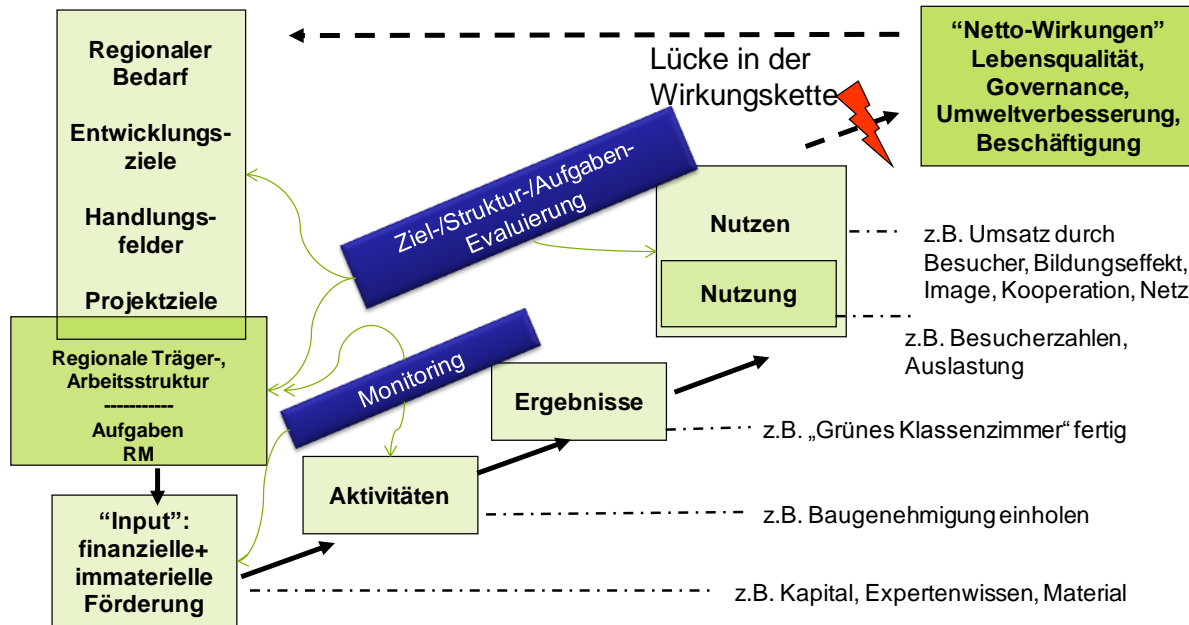 Regionaler
Bedarf
Entwicklungs-
ziele
Handlungs-
felder
Projektziele
Regionale Träger-,
Arbeitsstruktur
-----------
Aufgaben
RM
“Input”:
finanzielle+
immaterielle
Förderung
Lücke in der
Wirkungskette
“Netto-Wirkungen”
Lebensqualität,
Governance,
Umweltverbesserung,
Beschäftigung
Ziel-/Struktur-/Aufgaben-
Evaluierung
Monitoring
Nutzen
Nutzung
Ergebnisse
Aktivitäten
z.B. Umsatz durch
Besucher, Bildungseffekt,
Image, Kooperation, Netz
z.B. Besucherzahlen,
Auslastung
z.B. „Grünes Klassenzimmer“ fertig
z.B. Baugenehmigung einholen
z.B. Kapital, Expertenwissen, Material